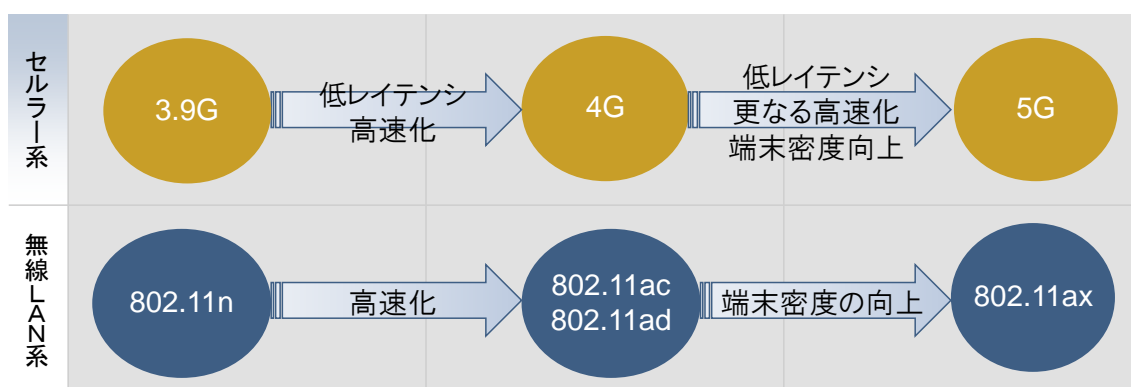 セルラー系
3.9G
低レイテンシ
高速化
4G
低レイテンシ
更なる高速化
端末密度向上
5G
無線LAN系
802.11n
高速化
802.11ac
802.11ad
端末密度の向上
802.11ax